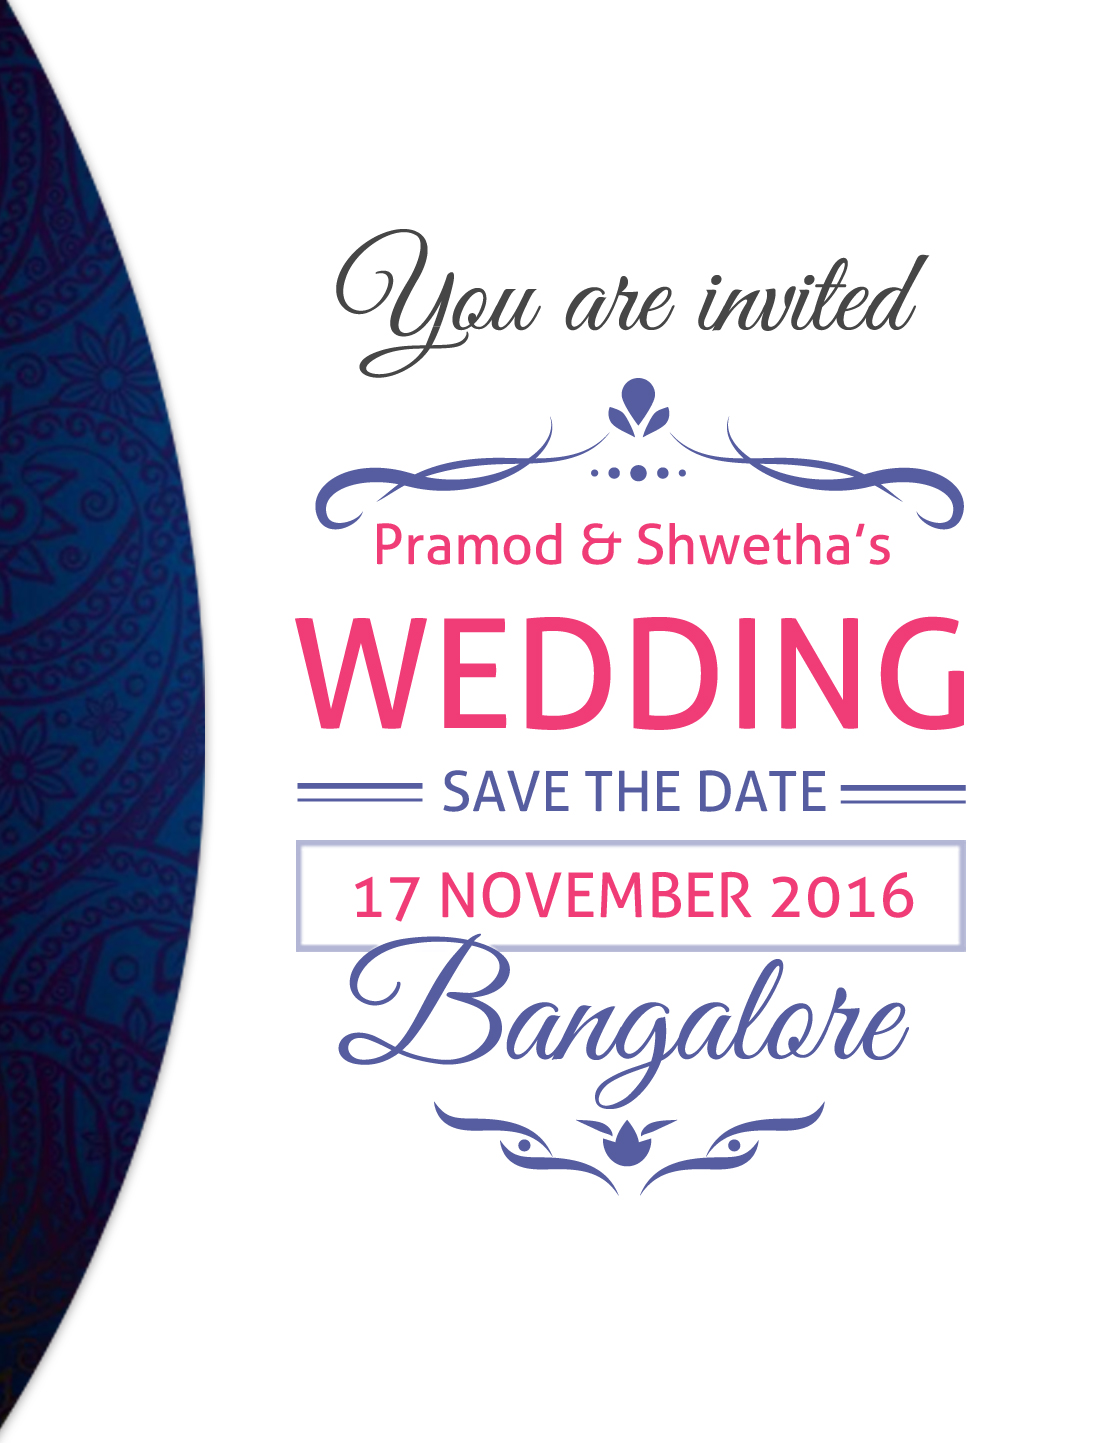 You are invited
Pramod & Shwetha’s
WEDDING
SAVE THE DATE
17 NOVEMBER 2016
Bangalore